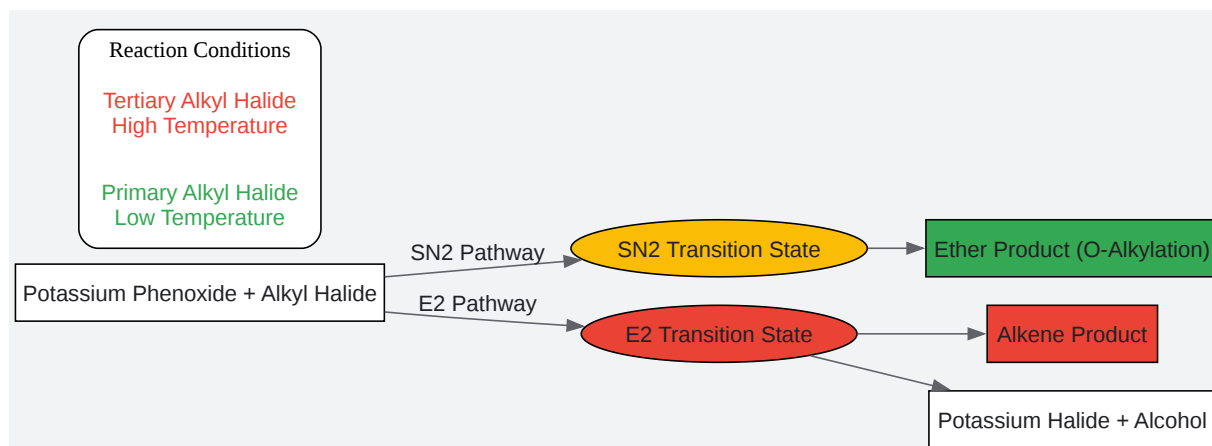 Reaction Conditions
Tertiary Alkyl Halide
High Temperature
Primary Alkyl Halide
Low Temperature
SN2 Pathway
SN2 Transition State
Ether Product (O-Alkylation)
Potassium Phenoxide + Alkyl Halide
E2 Pathway
E2 Transition State
Alkene Product
Potassium Halide + Alcohol